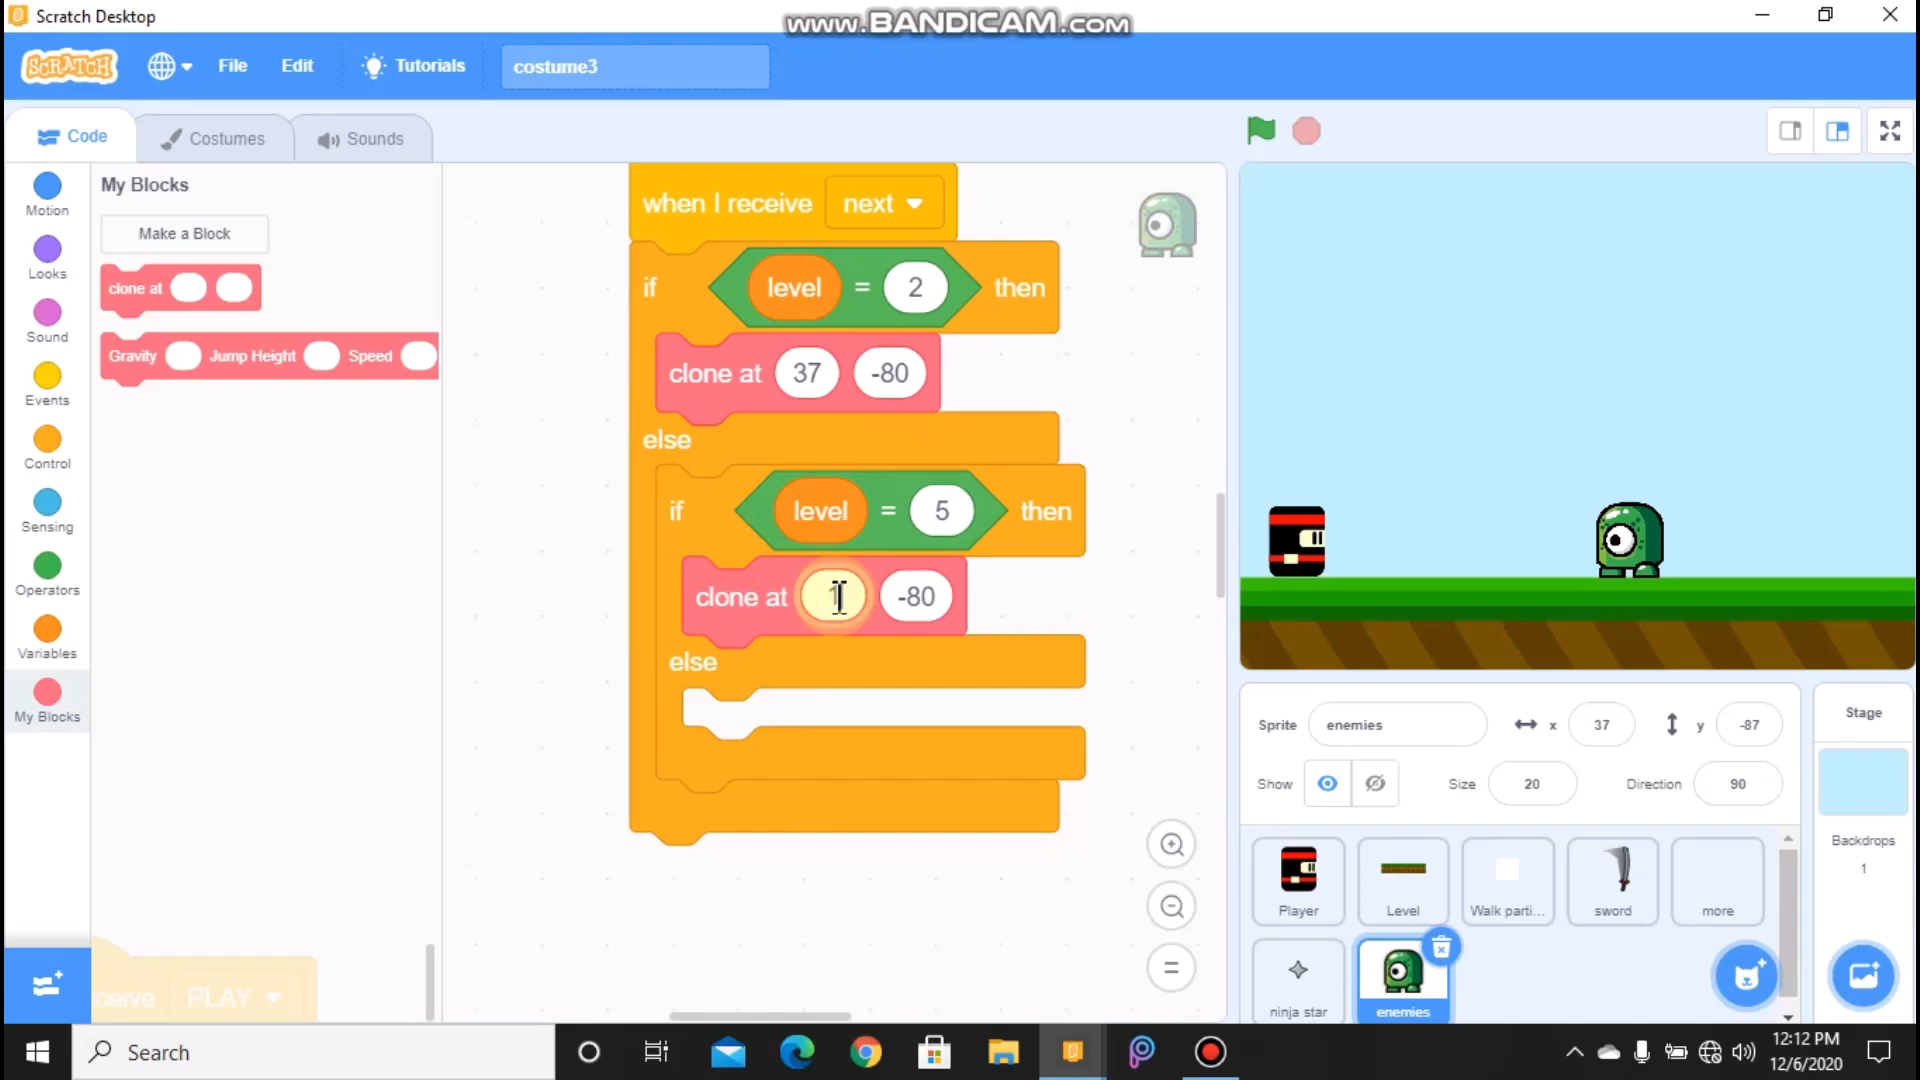 Scratch Desktop
WWW.BANDICAM.COM
SCRATCH
File
Edit
Tutorials
costume3
Code
Costumes
Sounds
Motion
Looks
Sound
Events
Control
Sensing
Operators
Variables
My Blocks
My Blocks
Make a Block
clone at
Gravity Jump Height Speed
when I receive next
if level = 2 then
clone at 37 -80
else
if level = 5 then
clone at 1 -80
else
ceive PLAY
Sprite enemies x 37 y -87
Show Size 20 Direction 90
Player
Level
Walk parti...
sword
more
ninja star
enemies
Stage
Backdrops
1
Search
12:12 PM
12/6/2020